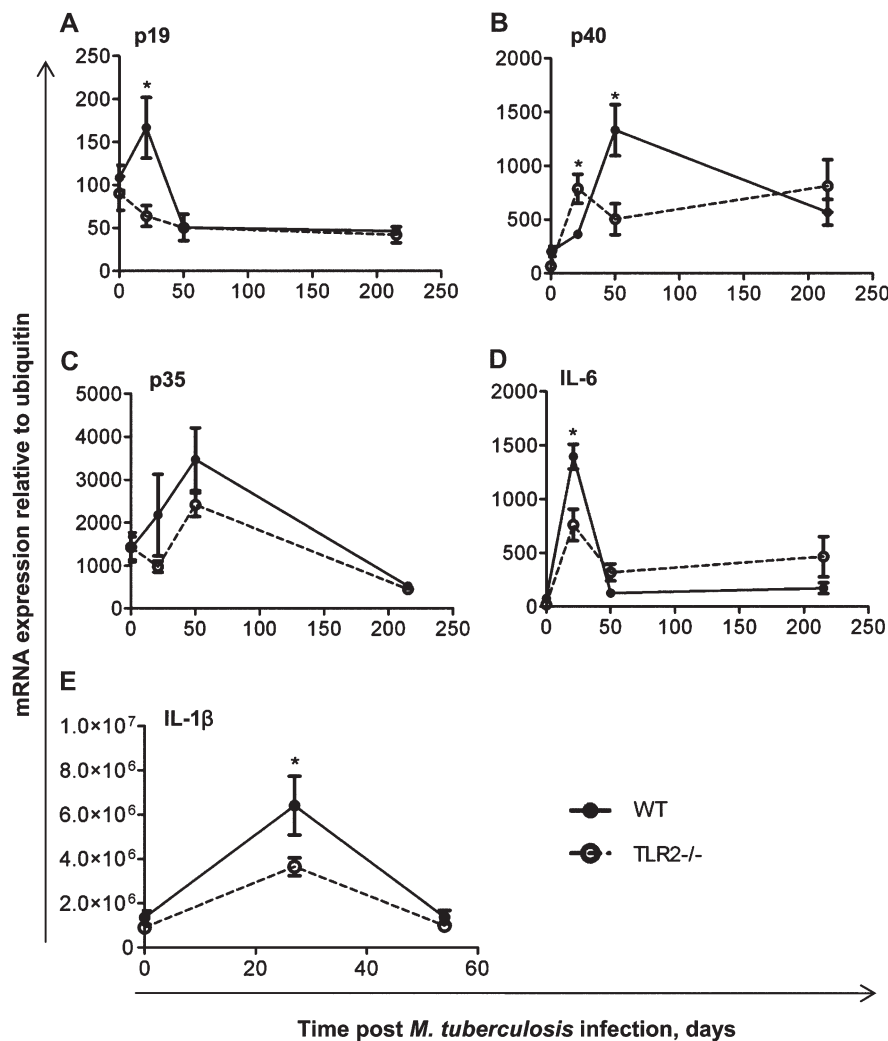 A
p19
250
200
150
100
50
0
*
0 50 100 150 200 250
B
p40
2000
1500
1000
500
0
*
*
0 50 100 150 200 250
C
p35
5000
4000
3000
2000
1000
0
0 50 100 150 200 250
D
IL-6
2000
1500
1000
500
0
*
0 50 100 150 200 250
E
IL-1β
1.0×10⁷
8.0×10⁶
6.0×10⁶
4.0×10⁶
2.0×10⁶
0
*
0 20 40 60
WT
TLR2-/-
mRNA expression relative to ubiquitin
Time post M. tuberculosis infection, days